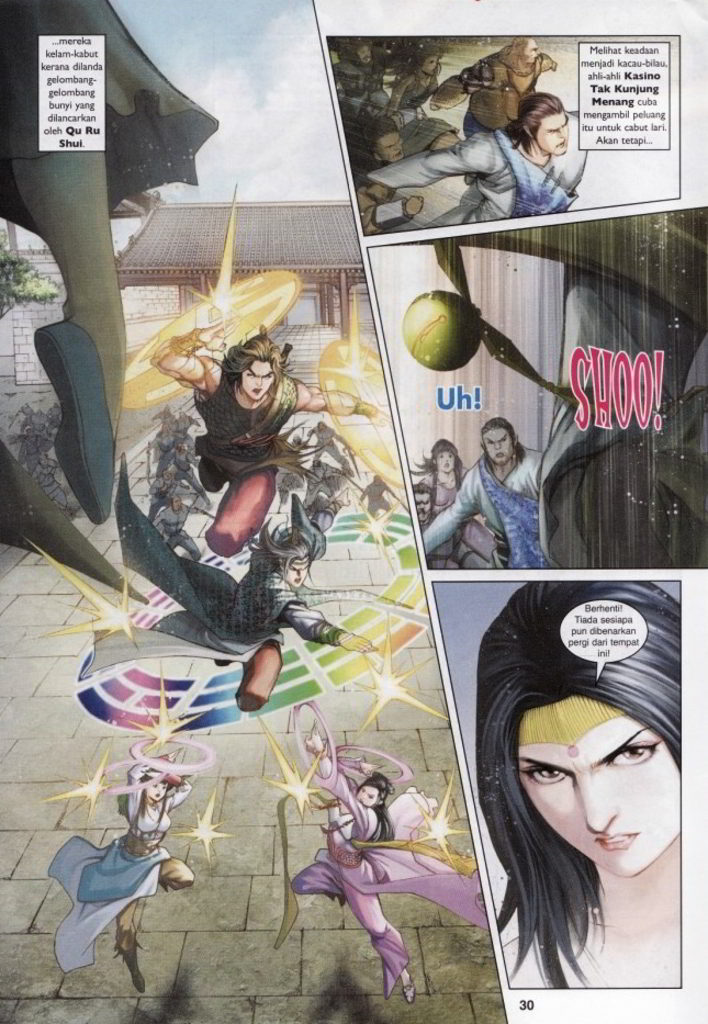 ...mereka
kelam-kabut
kerana dilanda
gelombang-
gelombang
bunyi yang
dilancarkan
oleh Qu Ru
Shui.
Melihat keadaan
menjadi kacau-bilau,
ahli-ahli Kasino
Tak Kunjung
Menang cuba
mengambil peluang
itu untuk cabut lari.
Akan tetapi...
Uh!
SHOO!
Berhenti!
Tiada sesiapa
pun dibenarkan
pergi dari tempat
ini!
30